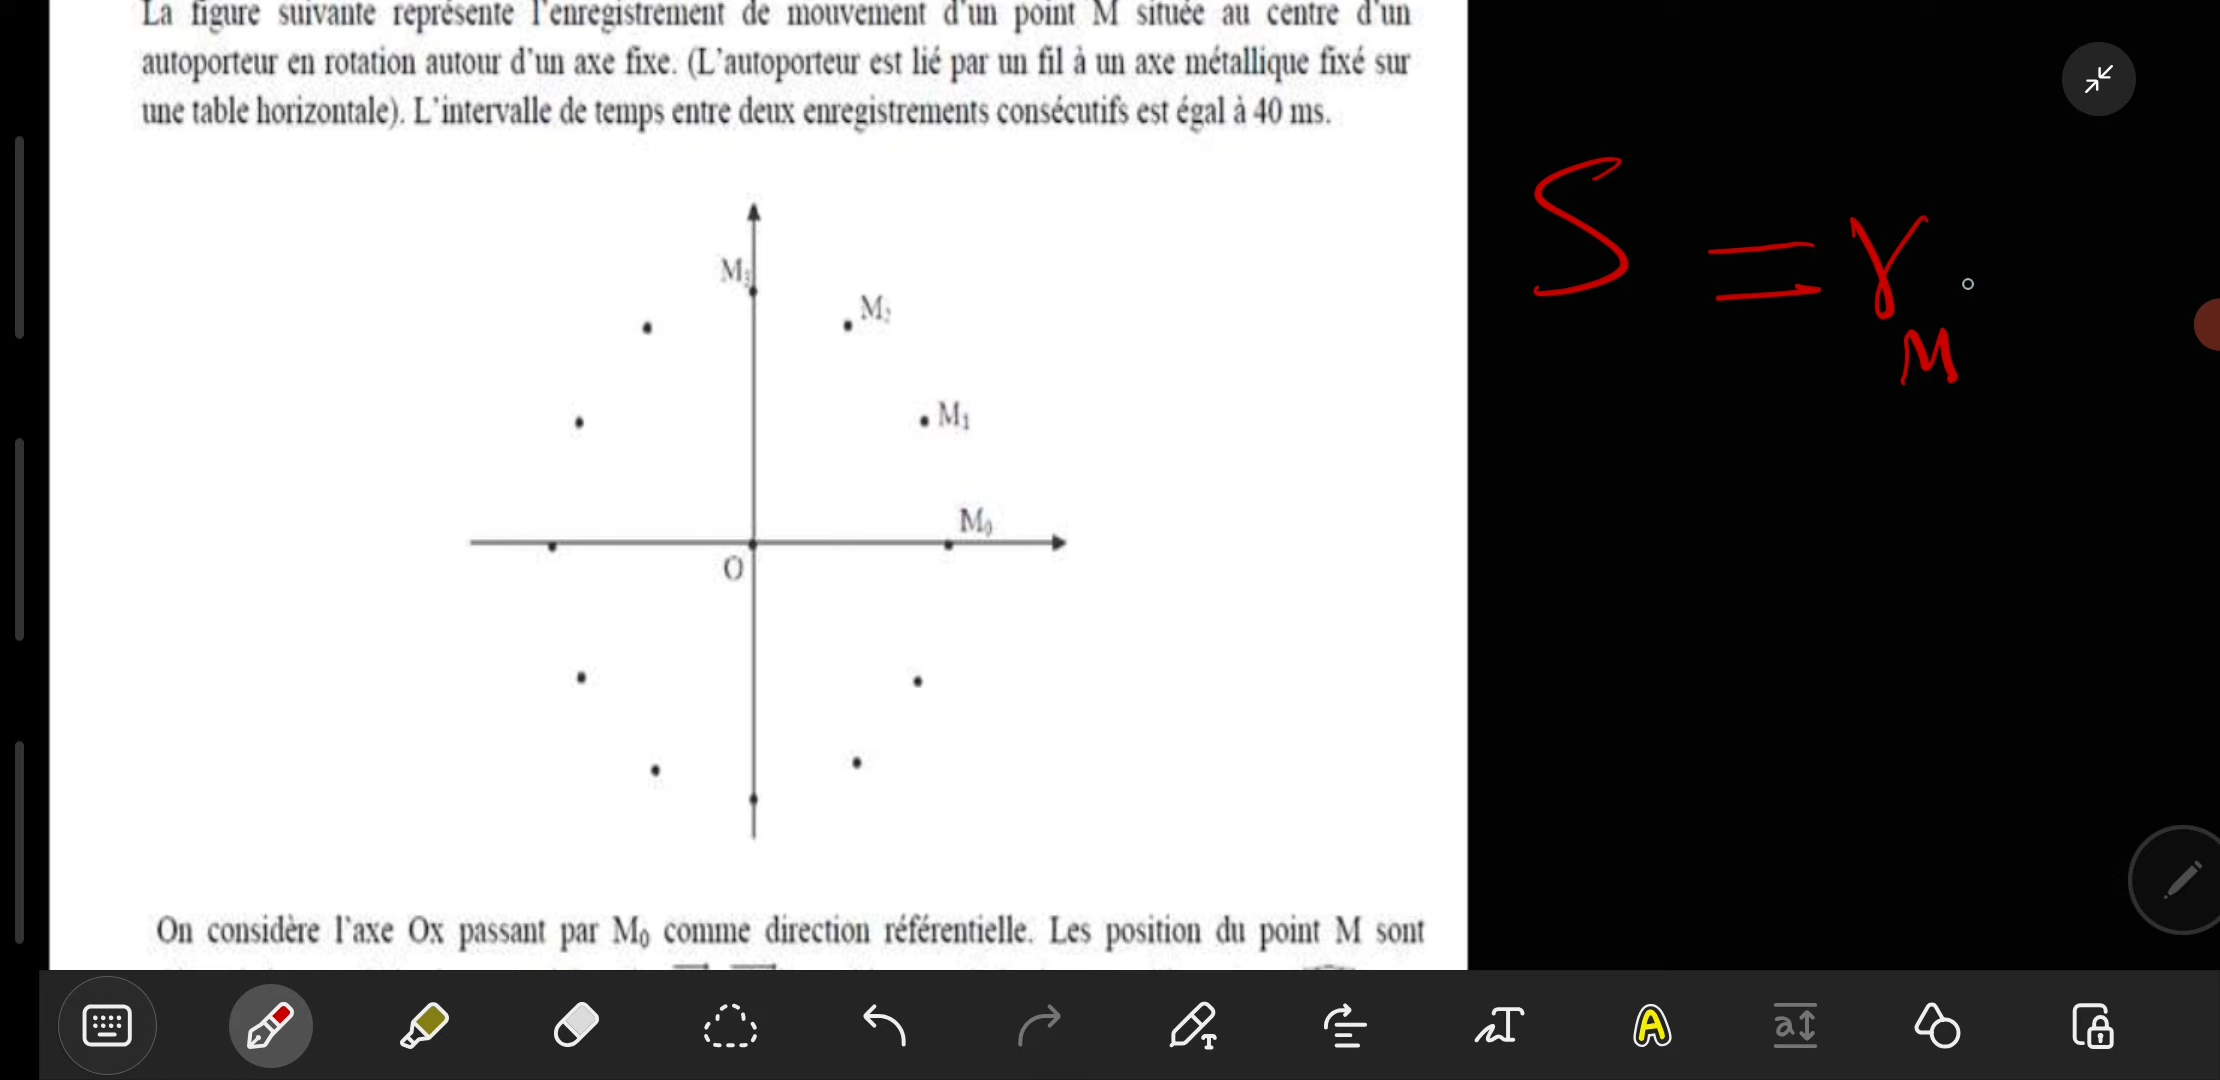 La figure suivante représente l'enregistrement de mouvement d'un point M située au centre d'un
autoporteur en rotation autour d'un axe fixe. (L'autoporteur est lié par un fil à un axe métallique fixé sur
une table horizontale). L'intervalle de temps entre deux enregistrements consécutifs est égal à 40 ms.
S = r
M
M₃
M₂
M₁
M₀
O
On considère l'axe Ox passant par M₀ comme direction référentielle. Les position du point M sont
T
aT
A
a